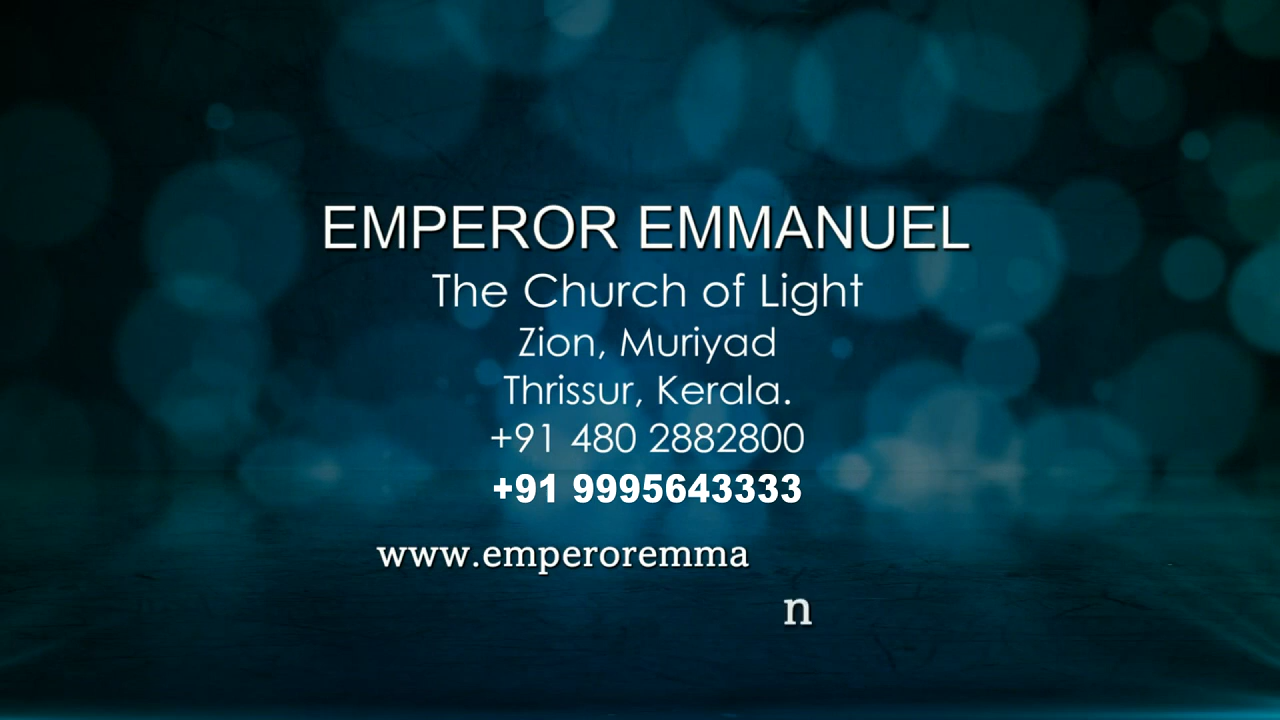 EMPEROR EMMANUEL
The Church of Light
Zion, Muriyad
Thrissur, Kerala.
+91 480 2882800
+91 9995643333
www.emperoremma
n